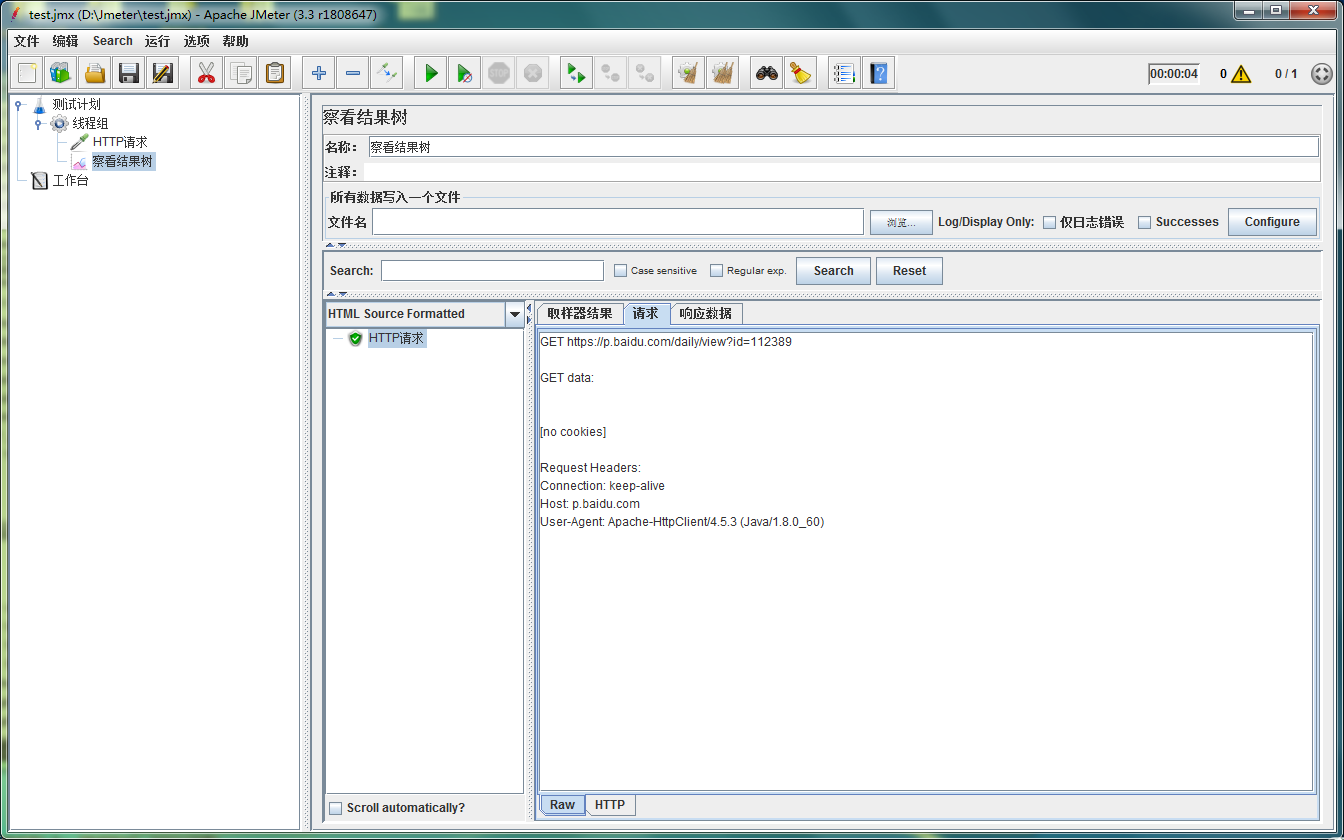 test.jmx (D:\Jmeter\test.jmx) - Apache JMeter (3.3 r1808647)
文件 编辑 Search 运行 选项 帮助
STOP 00:00:04 0 0 / 1
测试计划
线程组
HTTP请求
察看结果树
工作台
察看结果树
名称： 察看结果树
注释：
所有数据写入一个文件
文件名 浏览... Log/Display Only: 仅日志错误 Successes Configure
Search: Case sensitive Regular exp. Search Reset
HTML Source Formatted
HTTP请求
Scroll automatically?
取样器结果 请求 响应数据
GET https://p.baidu.com/daily/view?id=112389
GET data:
[no cookies]
Request Headers:
Connection: keep-alive
Host: p.baidu.com
User-Agent: Apache-HttpClient/4.5.3 (Java/1.8.0_60)
Raw HTTP